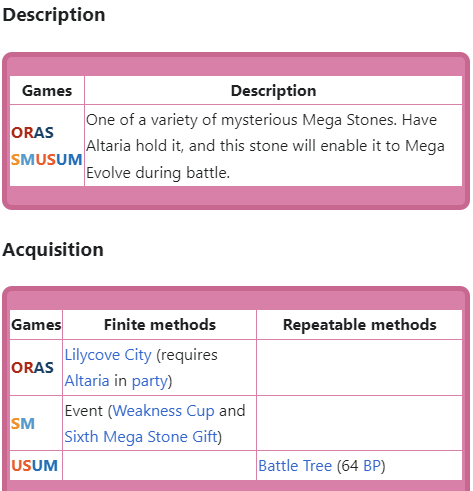 Description
Games Description
ORAS
SMUSUM
One of a variety of mysterious Mega Stones. Have
Altaria hold it, and this stone will enable it to Mega
Evolve during battle.
Acquisition
Games Finite methods Repeatable methods
ORAS
Lilycove City (requires
Altaria in party)
SM
Event (Weakness Cup and
Sixth Mega Stone Gift)
USUM Battle Tree (64 BP)